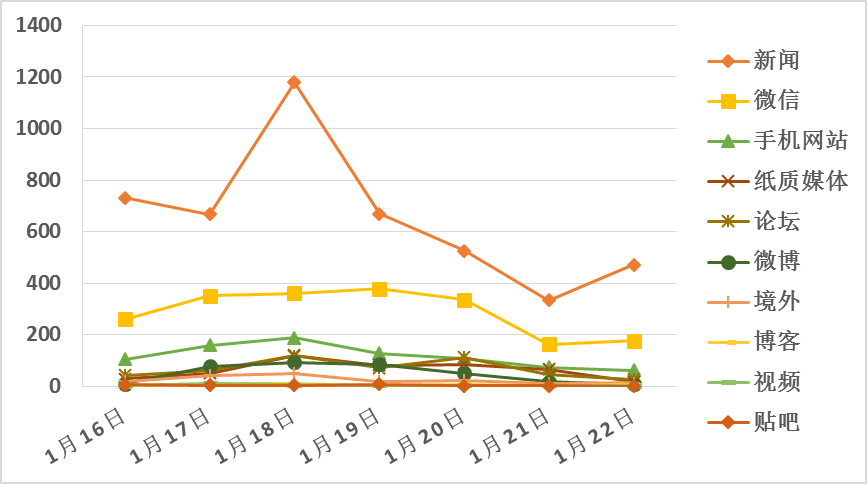 1400
1200
1000
800
600
400
200
0
1月16日
1月17日
1月18日
1月19日
1月20日
1月21日
1月22日
新闻
微信
手机网站
纸质媒体
论坛
微博
境外
博客
视频
贴吧